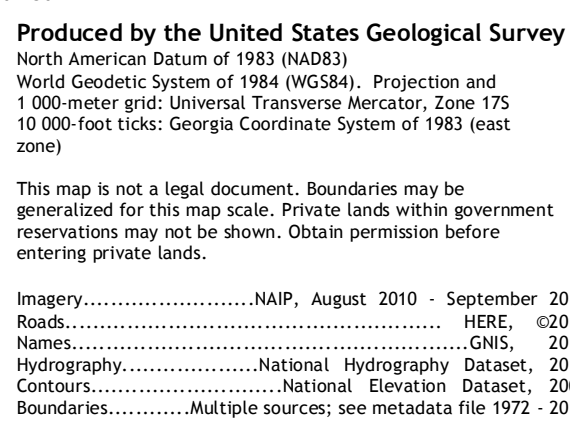 Produced by the United States Geological Survey
North American Datum of 1983 (NAD83)
World Geodetic System of 1984 (WGS84). Projection and
1 000-meter grid: Universal Transverse Mercator, Zone 17S
10 000-foot ticks: Georgia Coordinate System of 1983 (east
zone)
This map is not a legal document. Boundaries may be
generalized for this map scale. Private lands within government
reservations may not be shown. Obtain permission before
entering private lands.
Imagery.........................NAIP, August 2010 - September 20
Roads....................................................... HERE, ©20
Names..........................................................GNIS, 20
Hydrography....................National Hydrography Dataset, 20
Contours............................National Elevation Dataset, 20
Boundaries............Multiple sources; see metadata file 1972 - 20